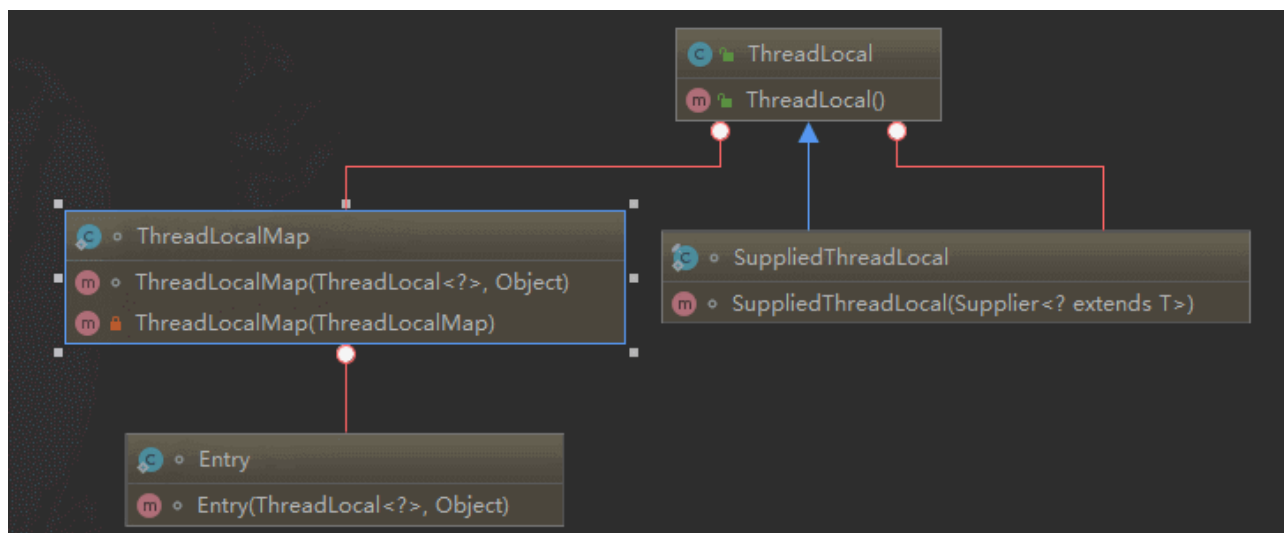 ThreadLocal
ThreadLocal()
ThreadLocalMap
ThreadLocalMap(ThreadLocal<?>, Object)
ThreadLocalMap(ThreadLocalMap)
SuppliedThreadLocal
SuppliedThreadLocal(Supplier<? extends T>)
Entry
Entry(ThreadLocal<?>, Object)